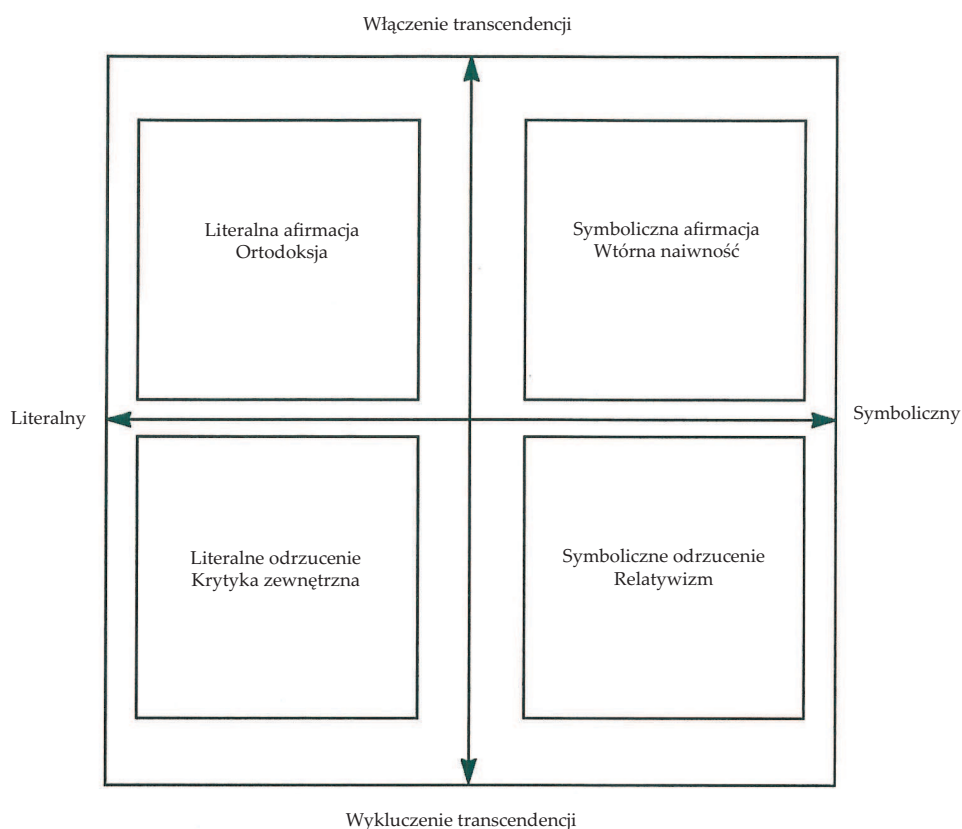 Włączenie transcendencji
Literalna afirmacja
Ortodoksja
Symboliczna afirmacja
Wtórna naiwność
Literalny
Symboliczny
Literalne odrzucenie
Krytyka zewnętrzna
Symboliczne odrzucenie
Relatywizm
Wykluczenie transcendencji